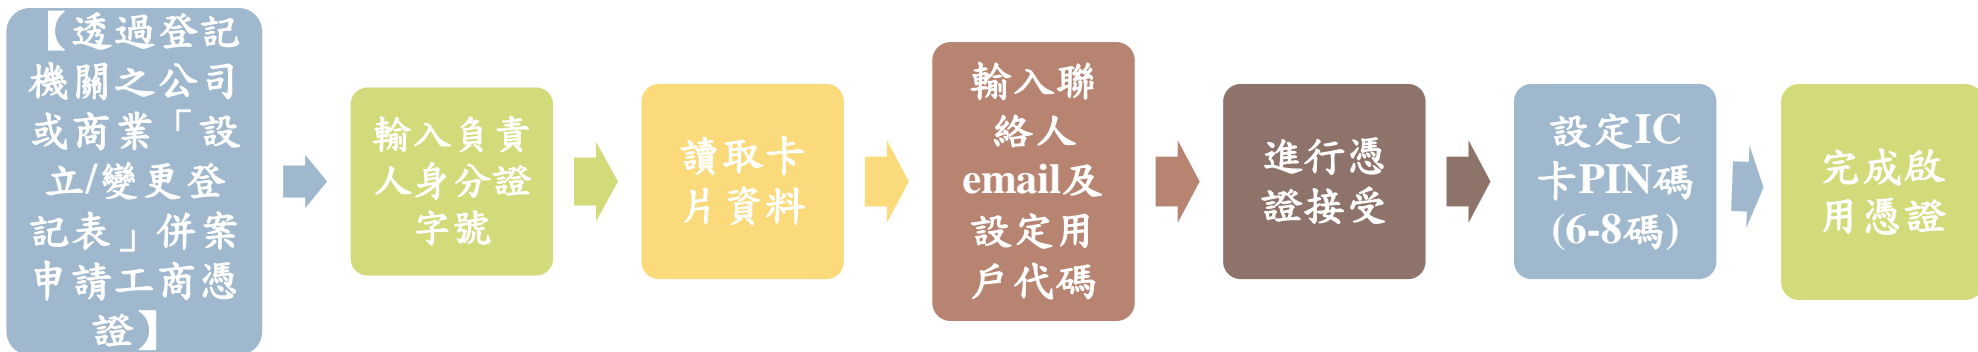 【透過登記
機關之公司
或商業「設
立/變更登
記表」併案
申請工商憑
證】
輸入負責
人身分證
字號
讀取卡
片資料
輸入聯
絡人
email及
設定用
戶代碼
進行憑
證接受
設定IC
卡PIN碼
(6-8碼)
完成啟
用憑證